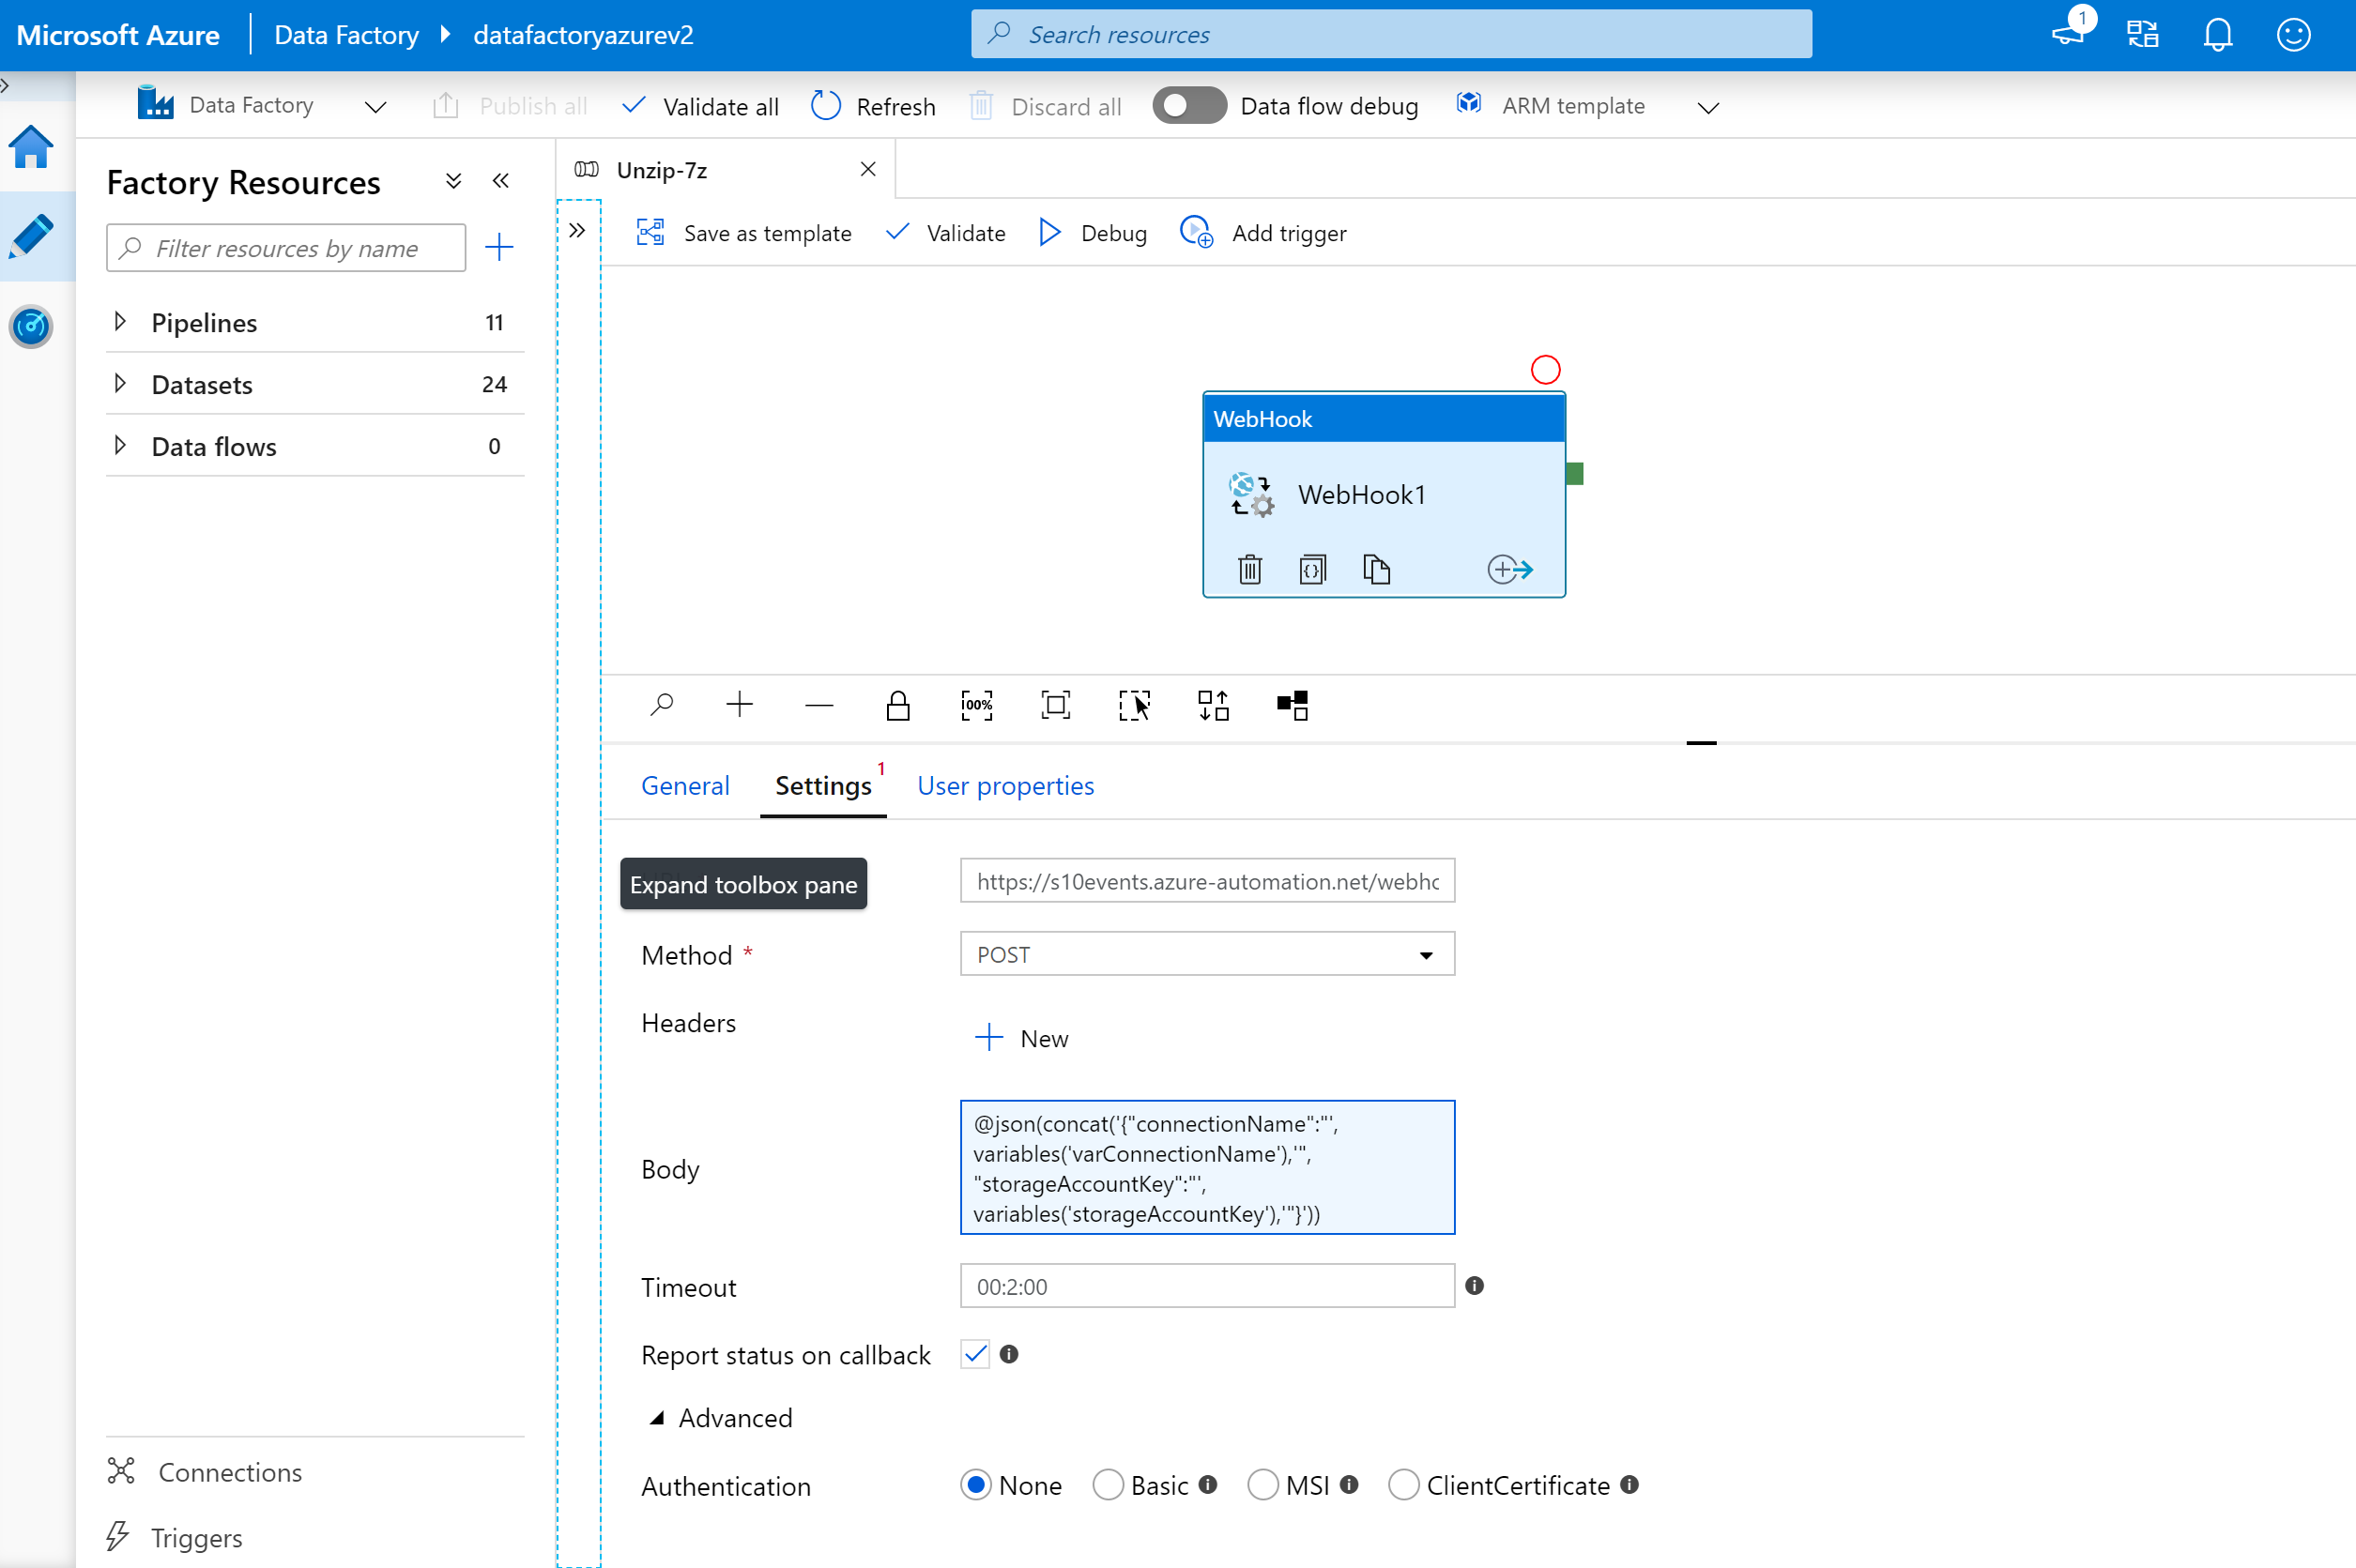 Microsoft Azure
Data Factory
datafactoryazurev2
Search resources
1
Data Factory
Publish all
Validate all
Refresh
Discard all
Data flow debug
ARM template
Factory Resources
Filter resources by name
Pipelines 11
Datasets 24
Data flows 0
Connections
Triggers
Unzip-7z
Save as template
Validate
Debug
Add trigger
WebHook
WebHook1
{}
100%
General
Settings 1
User properties
Expand toolbox pane
https://s10events.azure-automation.net/webhc
Method *
POST
Headers
New
Body
@json(concat('{"connectionName":"',
variables('varConnectionName'),'",
"storageAccountKey":"',
variables('storageAccountKey'),'"}'))
Timeout
00:2:00
Report status on callback
Advanced
Authentication
None
Basic
MSI
ClientCertificate